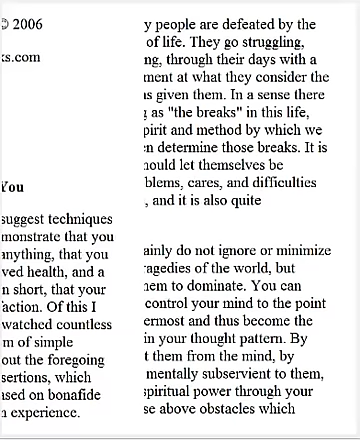 © 2006
ks.com
You
suggest techniques
monstrate that you
anything, that you
ved health, and a
n short, that your
action. Of this I
watched countless
m of simple
out the foregoing
sertions, which
ased on bonafide
n experience.
y people are defeated by the
of life. They go struggling,
ng, through their days with a
ment at what they consider the
as given them. In a sense there
g as "the breaks" in this life,
pirit and method by which we
en determine those breaks. It is
hould let themselves be
blems, cares, and difficulties
, and it is also quite
ainly do not ignore or minimize
ragedies of the world, but
hem to dominate. You can
control your mind to the point
ermost and thus become the
in your thought pattern. By
t them from the mind, by
mentally subservient to them,
spiritual power through your
se above obstacles which